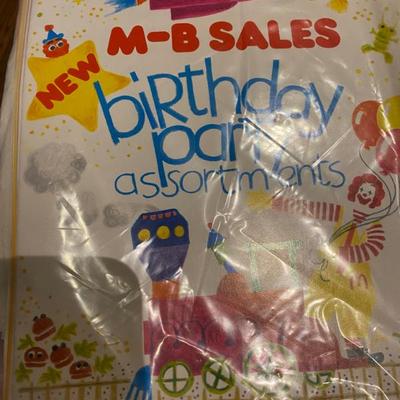 M-B SALES
NEW
birthday
party
assortments